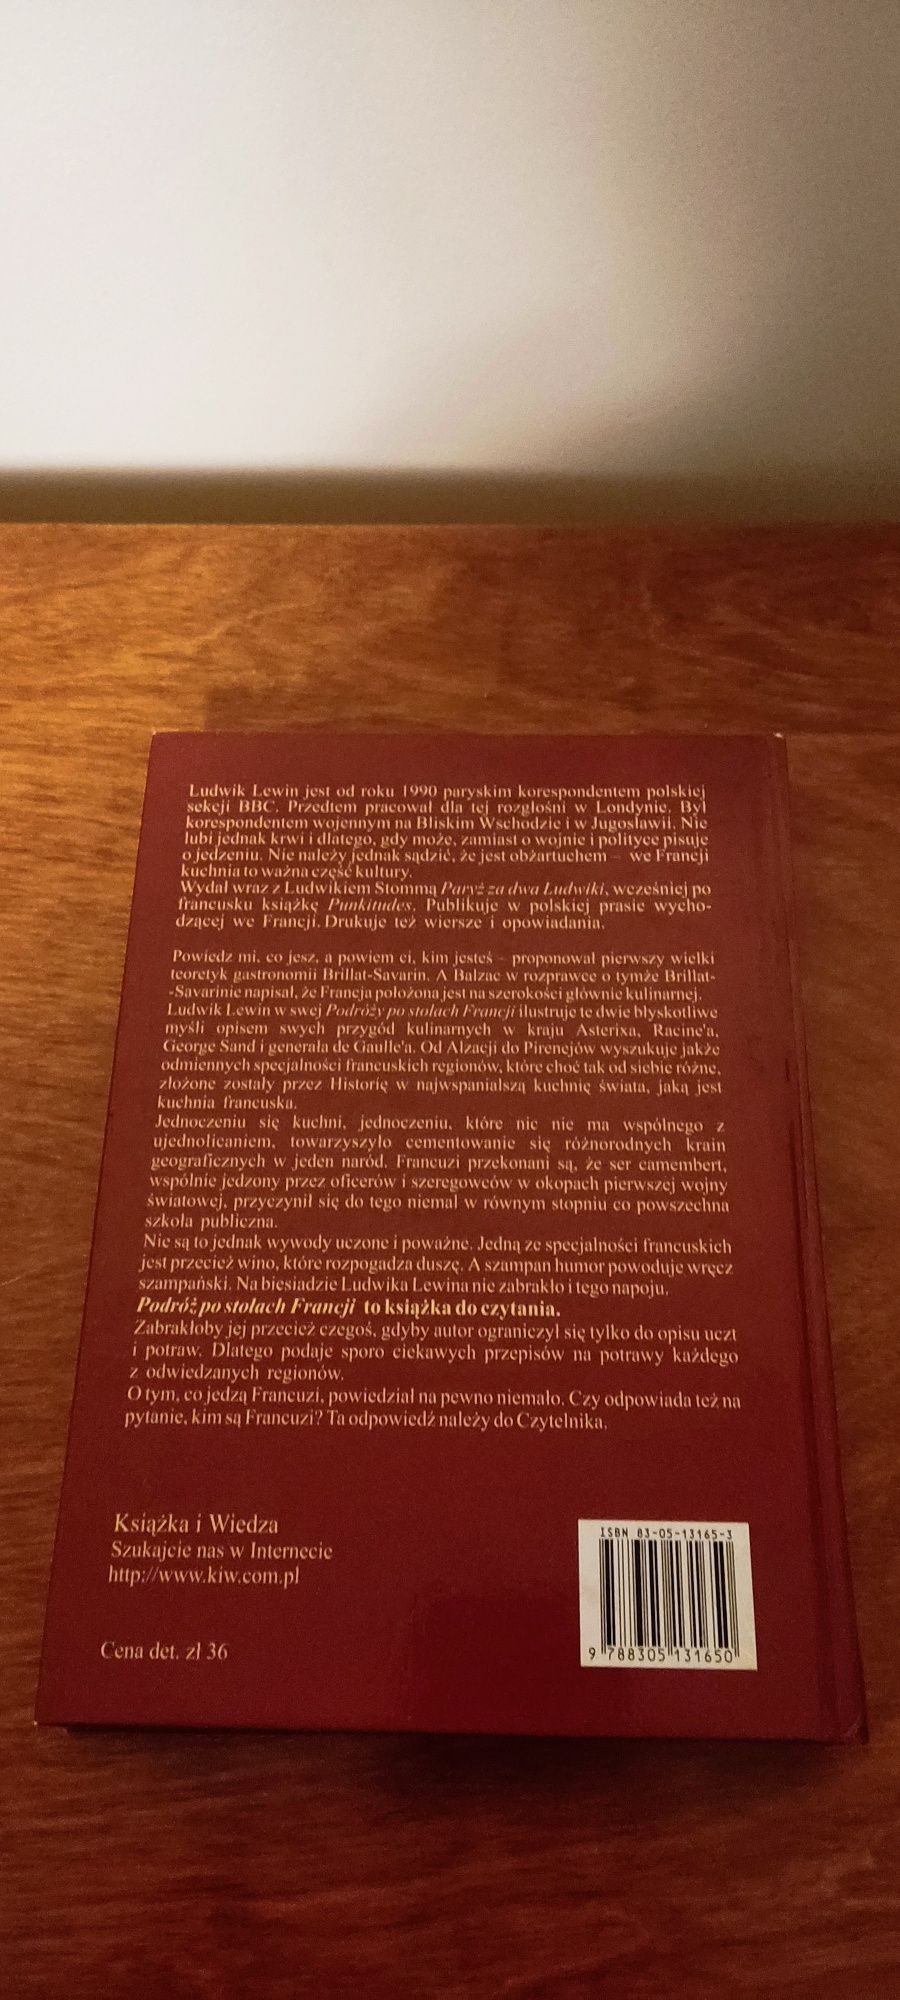 Ludwik Lewin jest od roku 1990 paryskim korespondentem polskiej
sekcji BBC. Przedtem pracował dla tej rozgłośni w Londynie. Był
korespondentem wojennym na Bliskim Wschodzie i w Jugosławii. Nie
lubi jednak krwi i dlatego, gdy może, zamiast o wojnie i polityce pisuje
o jedzeniu. Nie należy jednak sądzić, że jest obżartuchem – we Francji
kuchnia to ważna część kultury.
Wydał wraz z Ludwikiem Stommą Paryż za dwa Ludwiki, wcześniej po
francusku książkę Punkitudes. Publikuje w polskiej prasie wycho-
dzącej we Francji. Drukuje też wiersze i opowiadania.
Powiedz mi, co jesz, a powiem ci, kim jesteś – proponował pierwszy wielki
teoretyk gastronomii Brillat-Savarin. A Balzac w rozprawce o tymże Brillat-
-Savarinie napisał, że Francja położona jest na szerokości głównie kulinarnej.
Ludwik Lewin w swej Podróży po stołach Francji ilustruje te dwie błyskotliwe
myśli opisem swych przygód kulinarnych w kraju Asterixa, Racine'a,
George Sand i generała de Gaulle'a. Od Alzacji do Pirenejów wyszukuje jakże
odmiennych specjalności francuskich regionów, które choć tak od siebie różne,
złożone zostały przez Historię w najwspanialszą kuchnię świata, jaką jest
kuchnia francuska.
Jednoczeniu się kuchni, jednoczeniu, które nic nie ma wspólnego z
ujednolicaniem, towarzyszyło cementowanie się różnorodnych krain
geograficznych w jeden naród. Francuzi przekonani są, że ser camembert,
wspólnie jedzony przez oficerów i szeregowców w okopach pierwszej wojny
światowej, przyczynił się do tego niemal w równym stopniu co powszechna
szkoła publiczna.
Nie są to jednak wywody uczone i poważne. Jedną ze specjalności francuskich
jest przecież wino, które rozpogadza duszę. A szampan humor powoduje wręcz
szampański. Na biesiadzie Ludwika Lewina nie zabrakło i tego napoju.
Podróż po stołach Francji to książka do czytania.
Zabrakłoby jej przecież czegoś, gdyby autor ograniczył się tylko do opisu uczt
i potraw. Dlatego podaje sporo ciekawych przepisów na potrawy każdego
z odwiedzanych regionów.
O tym, co jedzą Francuzi, powiedział na pewno niemało. Czy odpowiada też na
pytanie, kim są Francuzi? Ta odpowiedź należy do Czytelnika.
Książka i Wiedza
Szukajcie nas w Internecie
http://www.kiw.com.pl
Cena det. zł 36
ISBN 83-05-13165-3
9 788305 131650